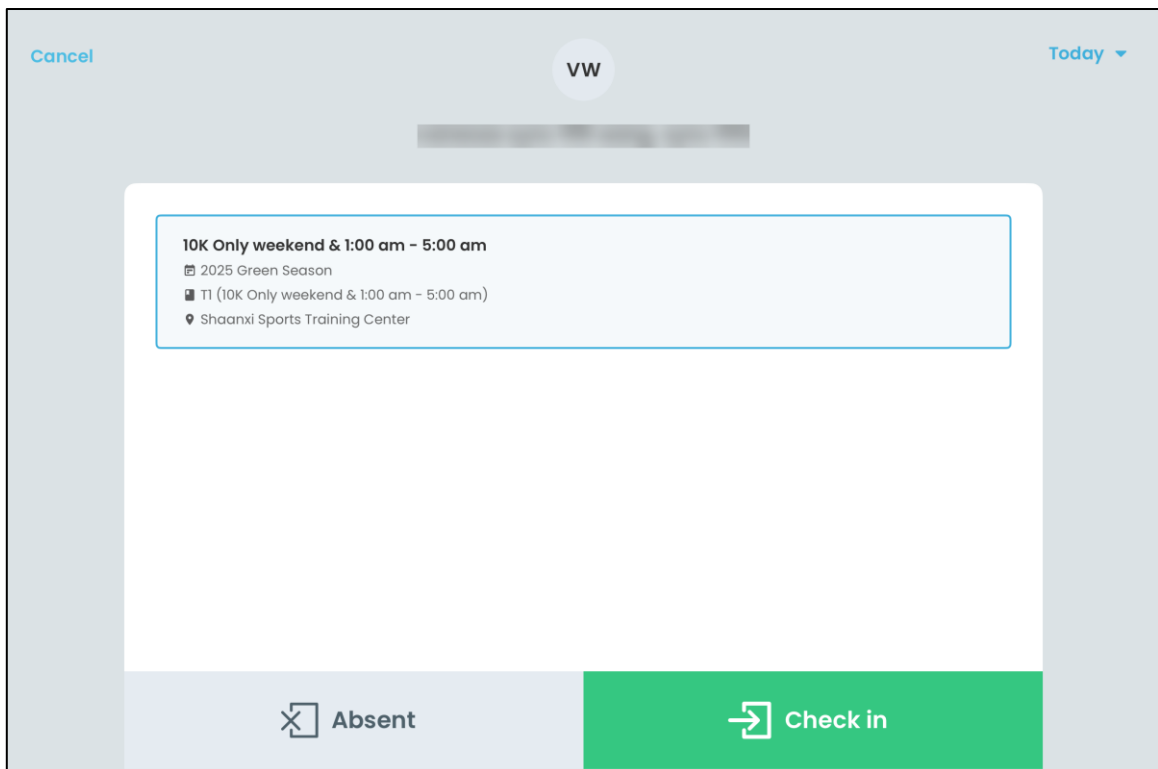 Cancel
VW
Today
10K Only weekend & 1:00 am - 5:00 am
2025 Green Season
T1 (10K Only weekend & 1:00 am - 5:00 am)
Shaanxi Sports Training Center
Absent
Check in